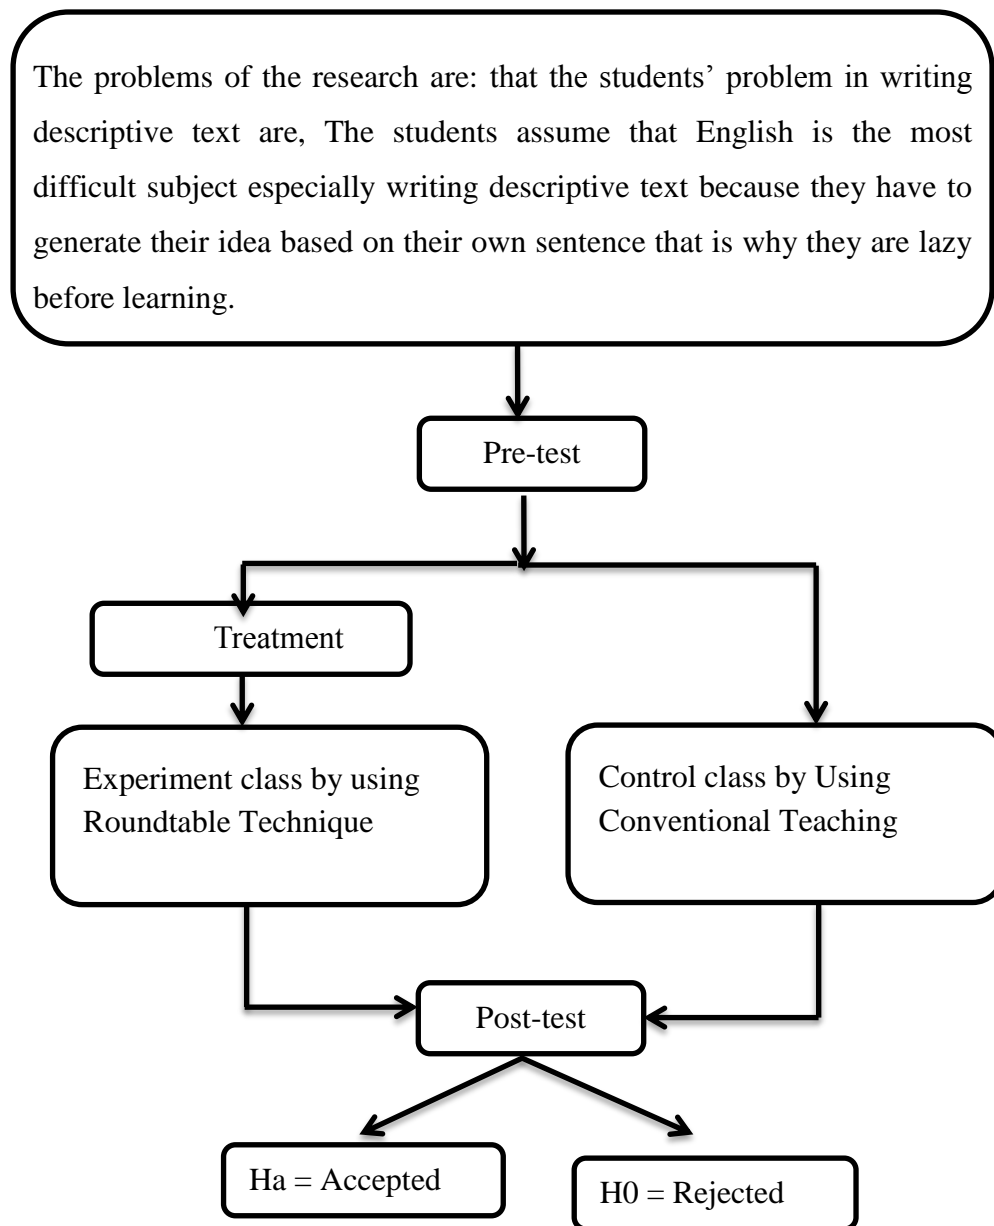 The problems of the research are: that the students’ problem in writing
descriptive text are, The students assume that English is the most
difficult subject especially writing descriptive text because they have to
generate their idea based on their own sentence that is why they are lazy
before learning.
Pre-test
Treatment
Experiment class by using
Roundtable Technique
Control class by Using
Conventional Teaching
Post-test
Ha = Accepted
H0 = Rejected